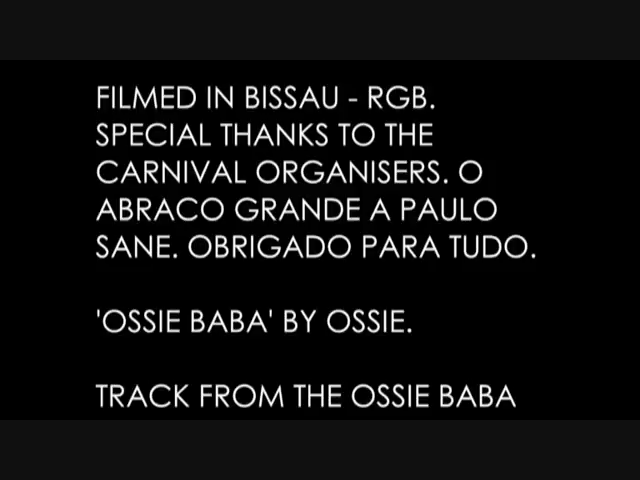 FILMED IN BISSAU - RGB.
SPECIAL THANKS TO THE
CARNIVAL ORGANISERS. O
ABRACO GRANDE A PAULO
SANE. OBRIGADO PARA TUDO.
'OSSIE BABA' BY OSSIE.
TRACK FROM THE OSSIE BABA